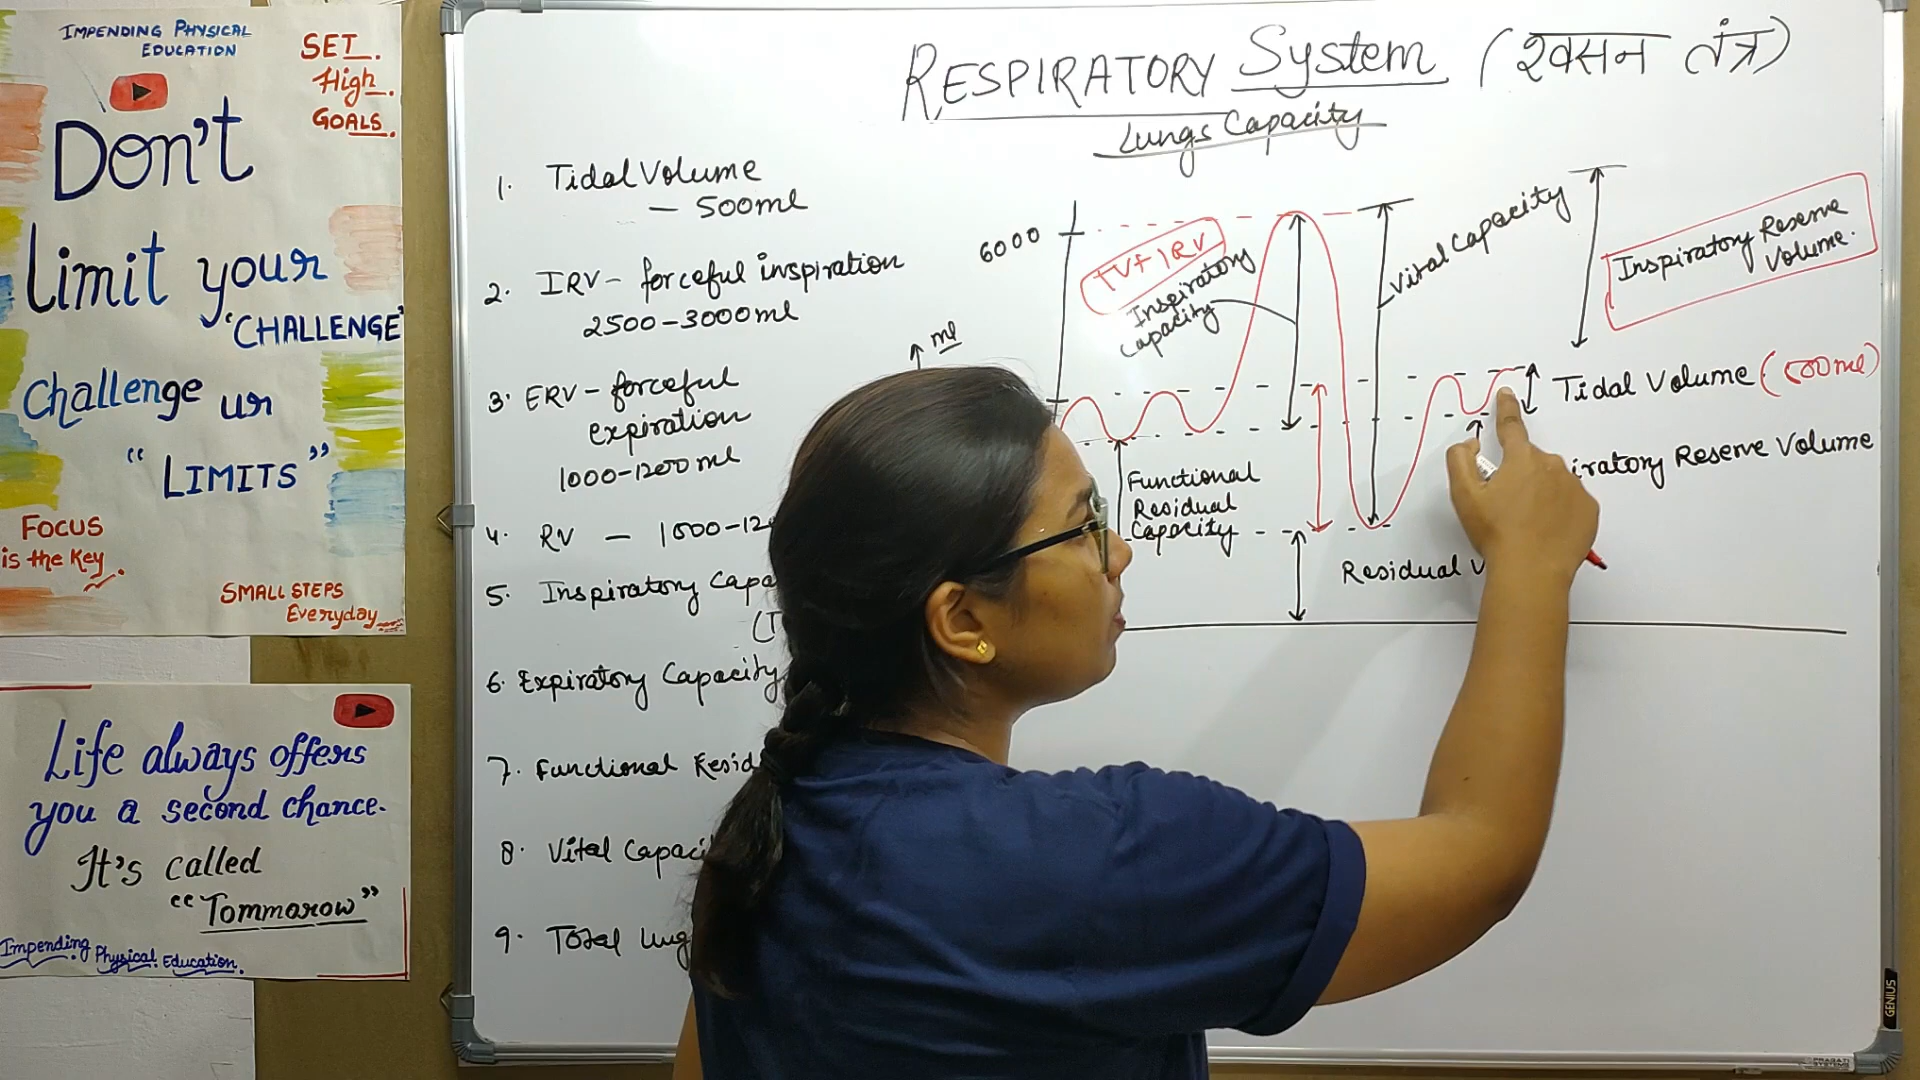 IMPENDING PHYSICAL
EDUCATION
SET.
High.
GOALS.
Don't
limit your
'CHALLENGE'
Challenge ur
"LIMITS"
FOCUS
is the Key.
SMALL STEPS
Everyday
Life always offers
you a second chance.
It's called
"Tommorow"
Impending Physical Education.
RESPIRATORY System (श्वसन तंत्र)
Lungs Capacity
1. Tidal Volume
- 500ml
2. IRV - forceful inspiration
2500-3000ml
3. ERV - forceful
expiration
1000-1200ml
4. RV - 1000-12
5. Inspiratory Capa
6. Expiratory Capacity
7. Functional Resid
8. Vital Capaci
9. Total lung
ml
6000
TV+IRV
Inspiratory
Capacity
Vital Capacity
Inspiratory Reserve
Volume.
Tidal Volume (500ml)
iratory Reserve Volume
Functional
Residual
Capacity
Residual V
GENIUS